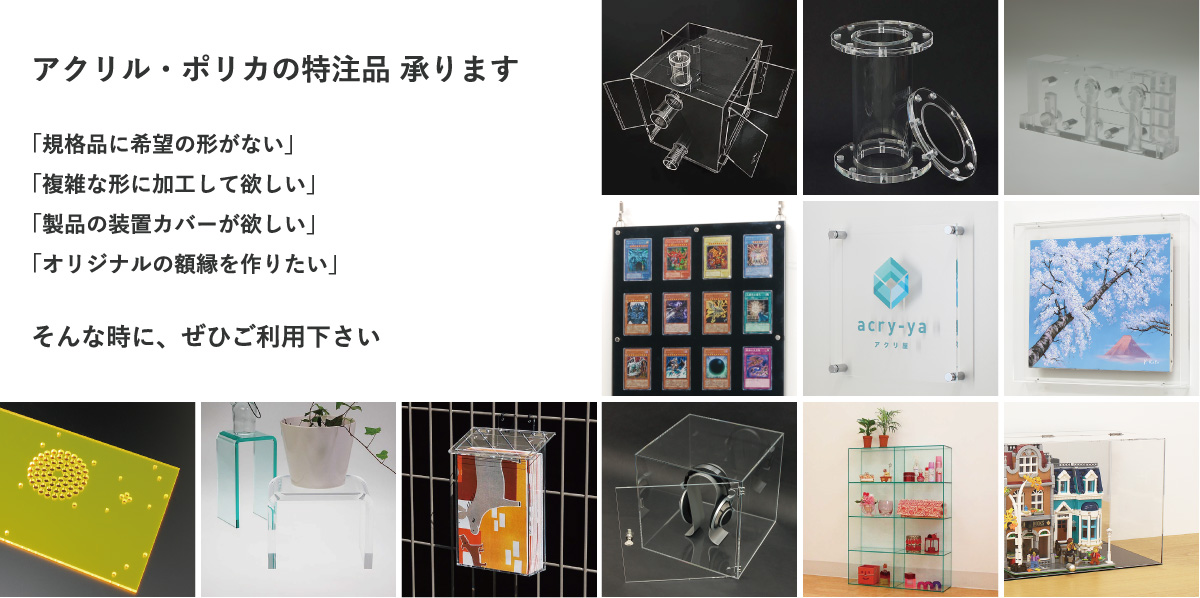 アクリル・ポリカの特注品 承ります
「規格品に希望の形がない」
「複雑な形に加工して欲しい」
「製品の装置カバーが欲しい」
「オリジナルの額縁を作りたい」
そんな時に、ぜひご利用下さい
acry-ya
アクリ屋